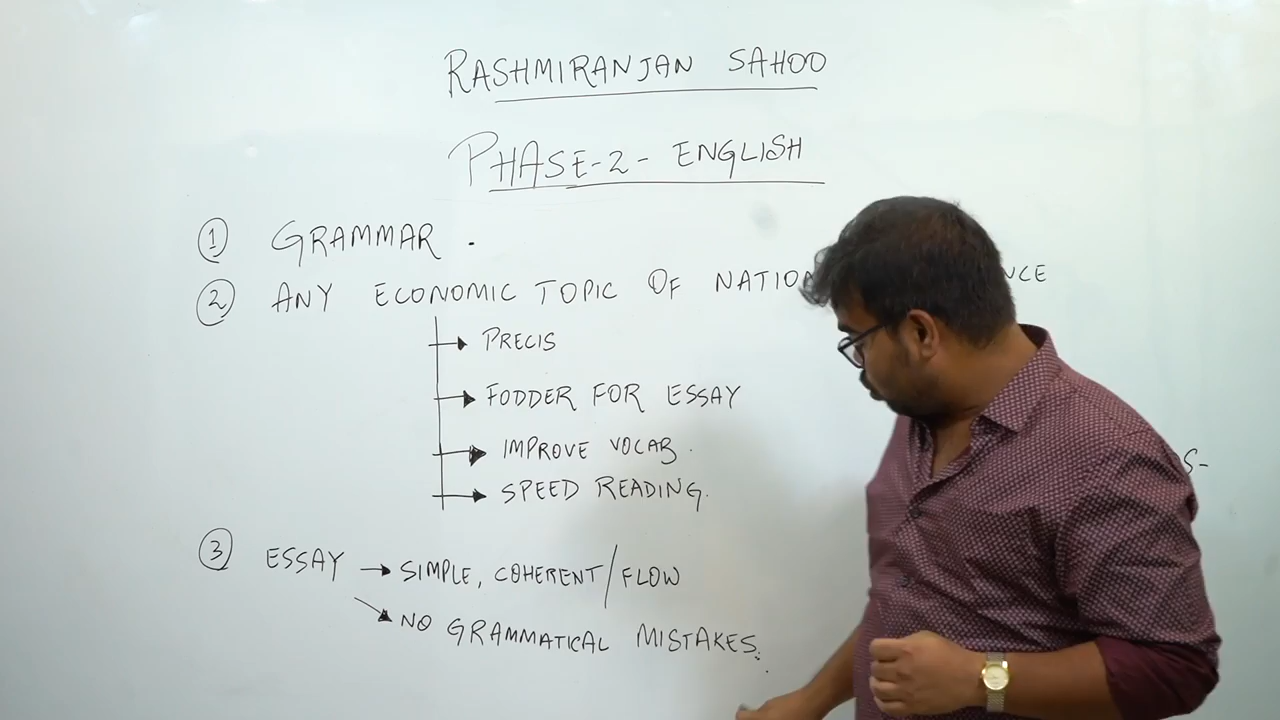 RASHMIRANJAN SAHOO
PHASE-2- ENGLISH
① GRAMMAR.
② ANY ECONOMIC TOPIC OF
→ PRECIS
→ FODDER FOR ESSAY
→ IMPROVE VOCAB.
→ SPEED READING.
③ ESSAY → SIMPLE, COHERENT/FLOW
→ NO GRAMMATICAL MISTAKES.